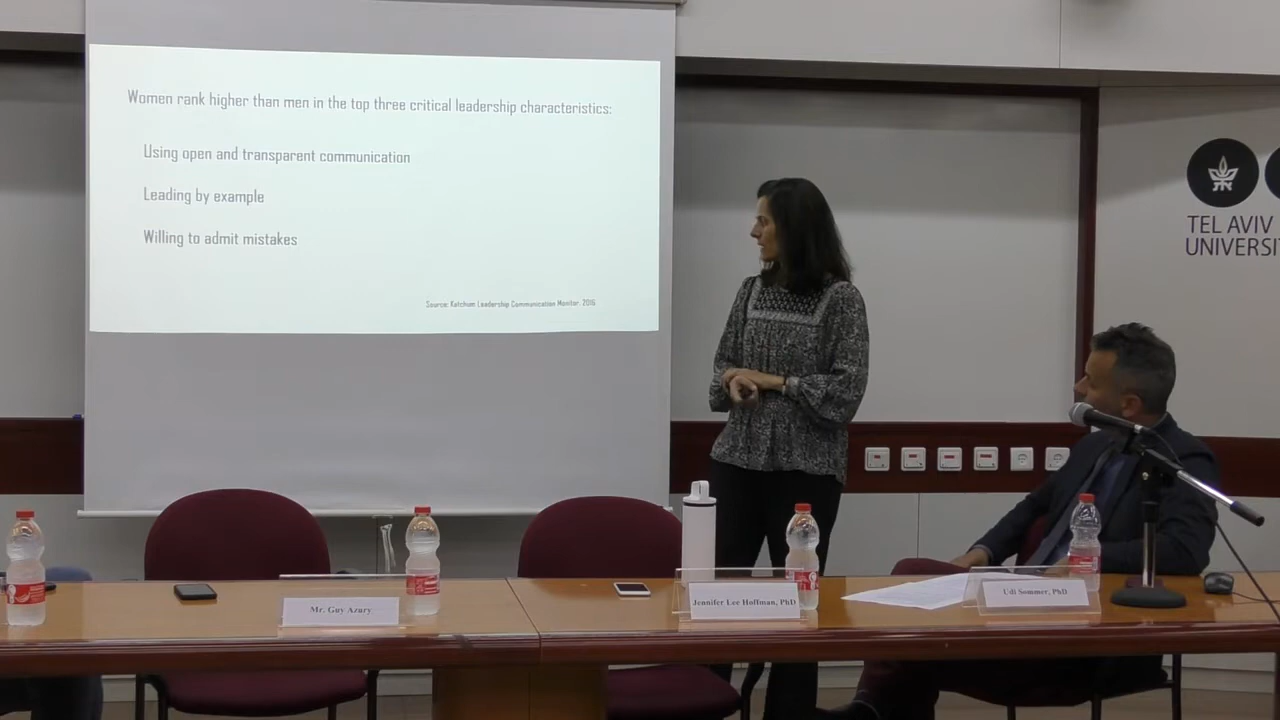 Women rank higher than men in the top three critical leadership characteristics:
Using open and transparent communication
Leading by example
Willing to admit mistakes
Source: Katchum Leadership Communication Monitor. 2016
TEL AVIV
UNIVERSI
Mr. Guy Azury
Jennifer Lee Hoffman, PhD
Udi Sommer, PhD